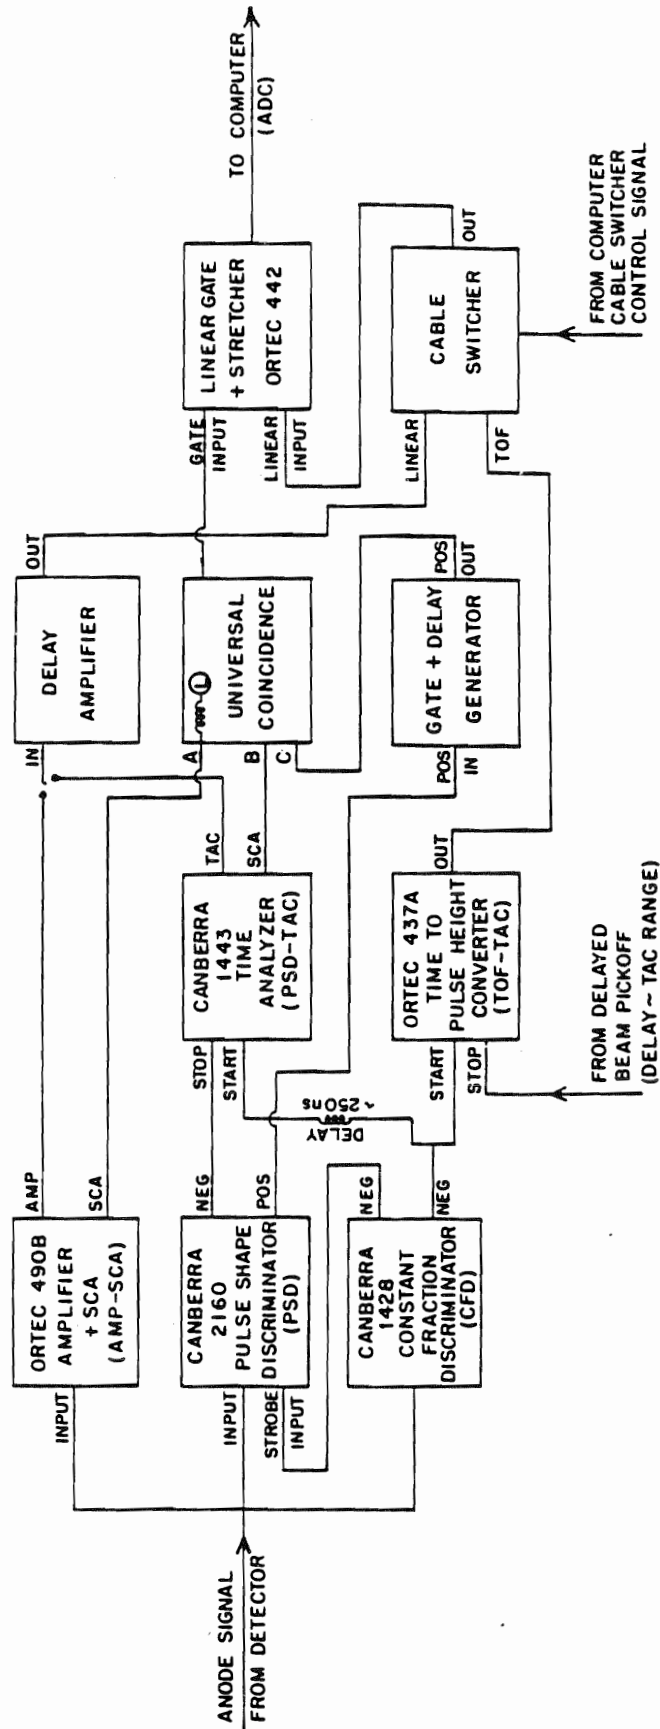 ANODE SIGNAL
FROM DETECTOR
INPUT
ORTEC 490B
AMPLIFIER
+ SCA
(AMP-SCA)
AMP
SCA
INPUT
STROBE
INPUT
CANBERRA
2160
PULSE SHAPE
DISCRIMINATOR
(PSD)
NEG
POS
CANBERRA
1428
CONSTANT
FRACTION
DISCRIMINATOR
(CFD)
NEG
NEG
DELAY
~250ns
STOP
START
CANBERRA
1443
TIME
ANALYZER
(PSD-TAC)
TAC
SCA
START
STOP
ORTEC 437A
TIME TO
PULSE HEIGHT
CONVERTER
(TOF-TAC)
OUT
FROM DELAYED
BEAM PICKOFF
(DELAY ~ TAC RANGE)
IN
DELAY
AMPLIFIER
OUT
A
B
C
L
UNIVERSAL
COINCIDENCE
POS
IN
GATE + DELAY
GENERATOR
POS
OUT
GATE
INPUT
LINEAR
INPUT
LINEAR GATE
+ STRETCHER
ORTEC 442
LINEAR
TOF
CABLE
SWITCHER
OUT
TO COMPUTER
(ADC)
FROM COMPUTER
CABLE SWITCHER
CONTROL SIGNAL